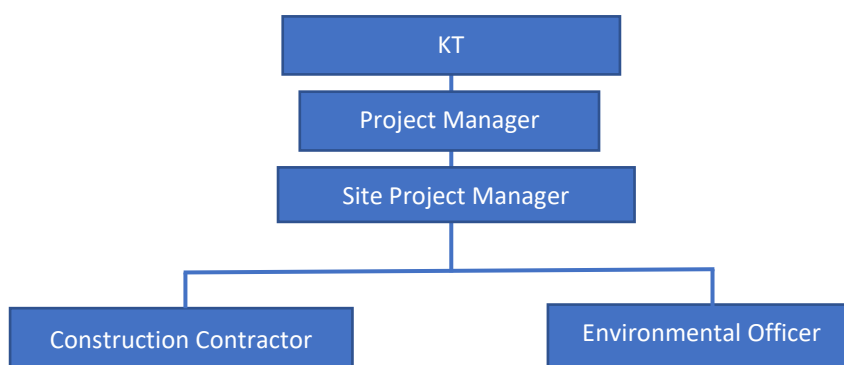 KT
Project Manager
Site Project Manager
Construction Contractor
Environmental Officer